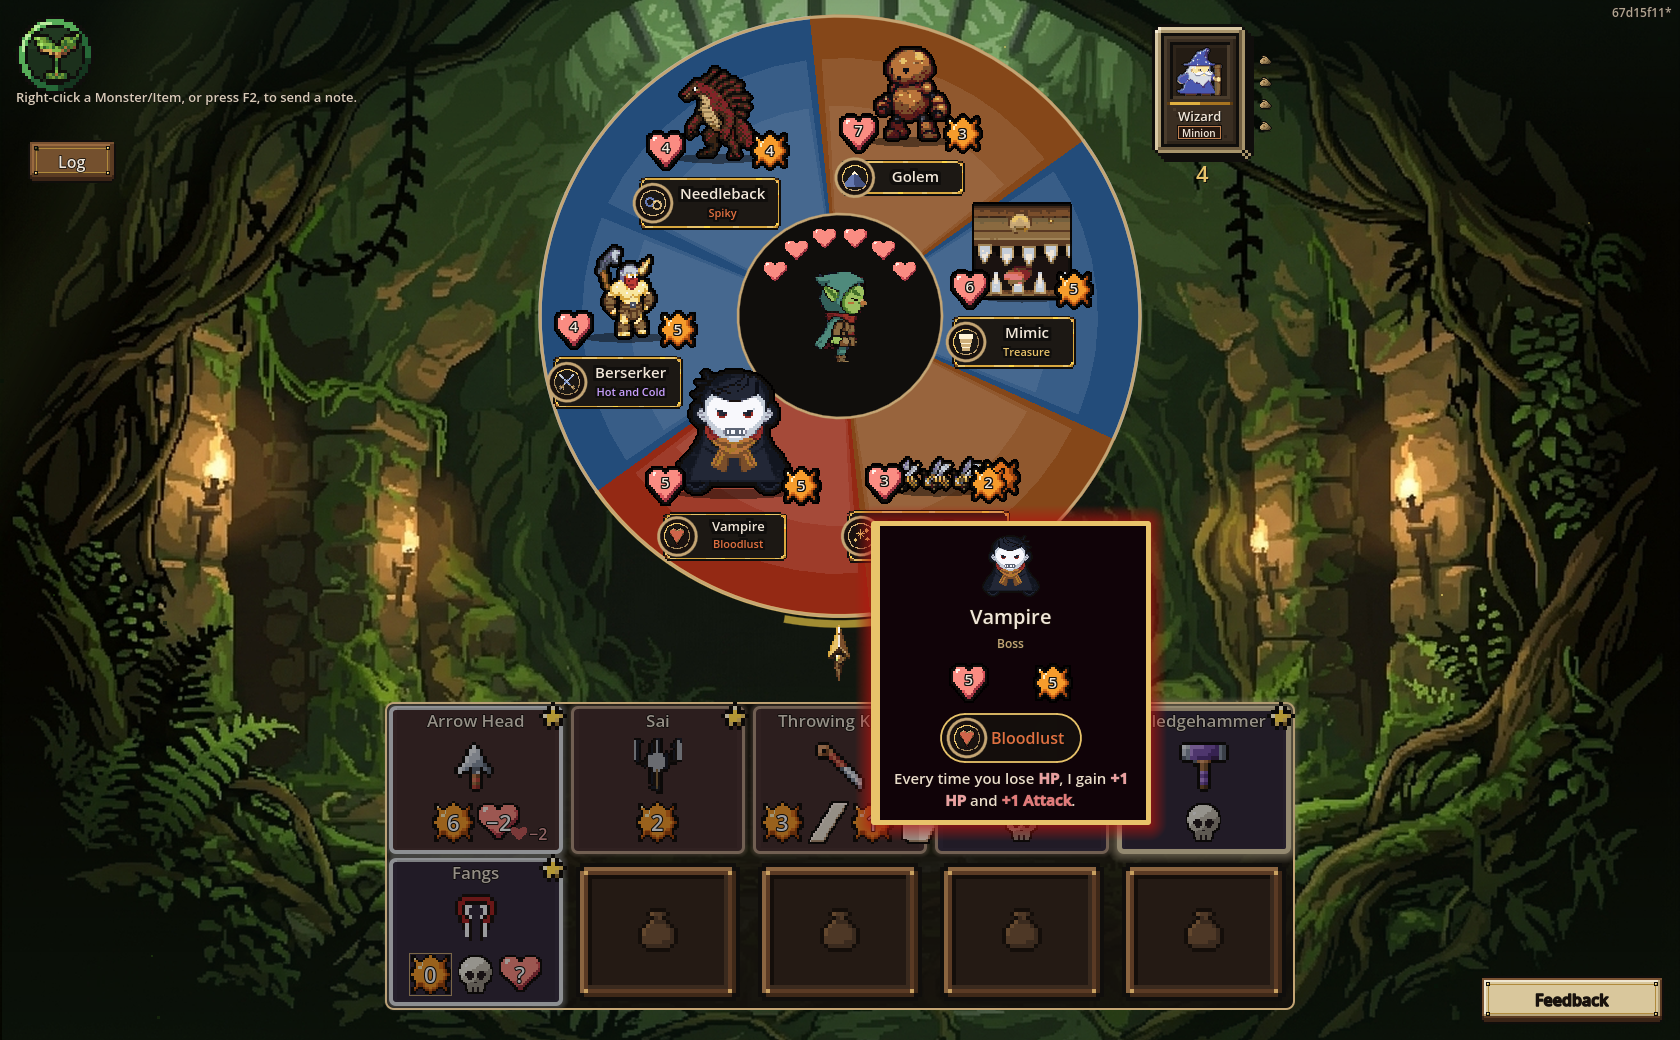 67d15f11*
Right-click a Monster/Item, or press F2, to send a note.
Log
Wizard
Minion
4
4
4
Needleback
Spiky
7
3
Golem
6
5
Mimic
Treasure
4
5
Berserker
Hot and Cold
5
5
Vampire
Bloodlust
3
2
Vampire
Boss
5
5
Bloodlust
Every time you lose HP, I gain +1
HP and +1 Attack.
Arrow Head
6
-2
-2
Sai
2
Throwing K
3
ledgehammer
Fangs
0
?
Feedback